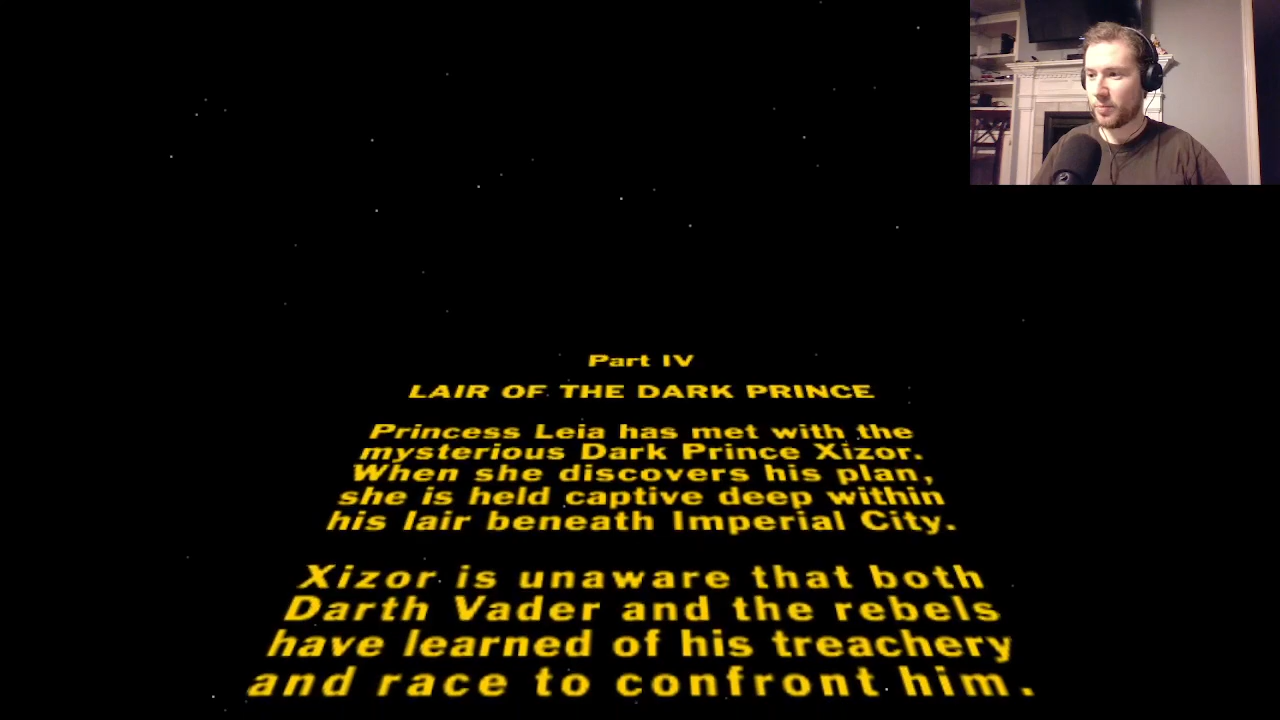 Part IV
LAIR OF THE DARK PRINCE
Princess Leia has met with the
mysterious Dark Prince Xizor.
When she discovers his plan,
she is held captive deep within
his lair beneath Imperial City.
Xizor is unaware that both
Darth Vader and the rebels
have learned of his treachery
and race to confront him.